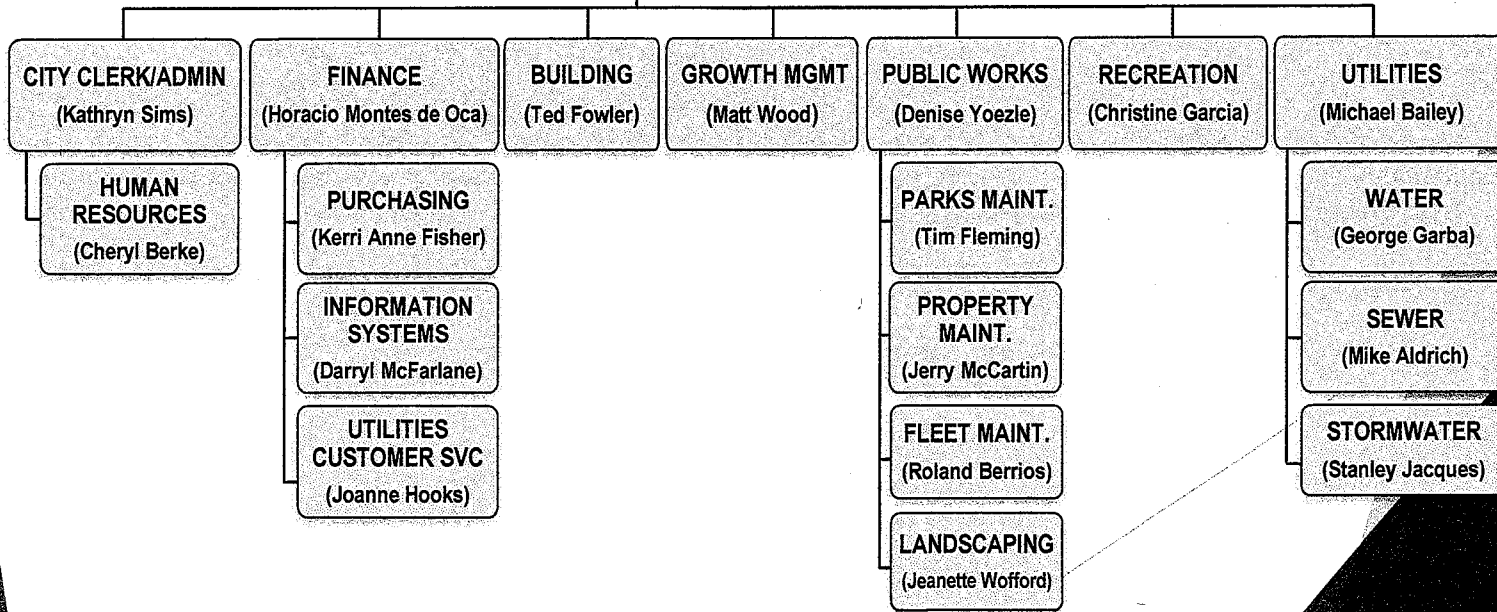 CITY CLERK/ADMIN
(Kathryn Sims)
HUMAN
RESOURCES
(Cheryl Berke)
FINANCE
(Horacio Montes de Oca)
PURCHASING
(Kerri Anne Fisher)
INFORMATION
SYSTEMS
(Darryl McFarlane)
UTILITIES
CUSTOMER SVC
(Joanne Hooks)
BUILDING
(Ted Fowler)
GROWTH MGMT
(Matt Wood)
PUBLIC WORKS
(Denise Yoezle)
PARKS MAINT.
(Tim Fleming)
PROPERTY
MAINT.
(Jerry McCartin)
FLEET MAINT.
(Roland Berrios)
LANDSCAPING
(Jeanette Wofford)
RECREATION
(Christine Garcia)
UTILITIES
(Michael Bailey)
WATER
(George Garba)
SEWER
(Mike Aldrich)
STORMWATER
(Stanley Jacques)